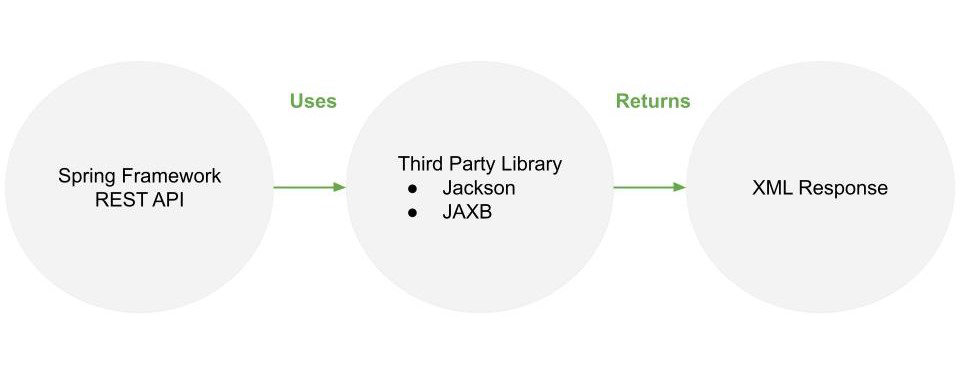 Uses
Returns
Spring Framework
REST API
Third Party Library
● Jackson
● JAXB
XML Response